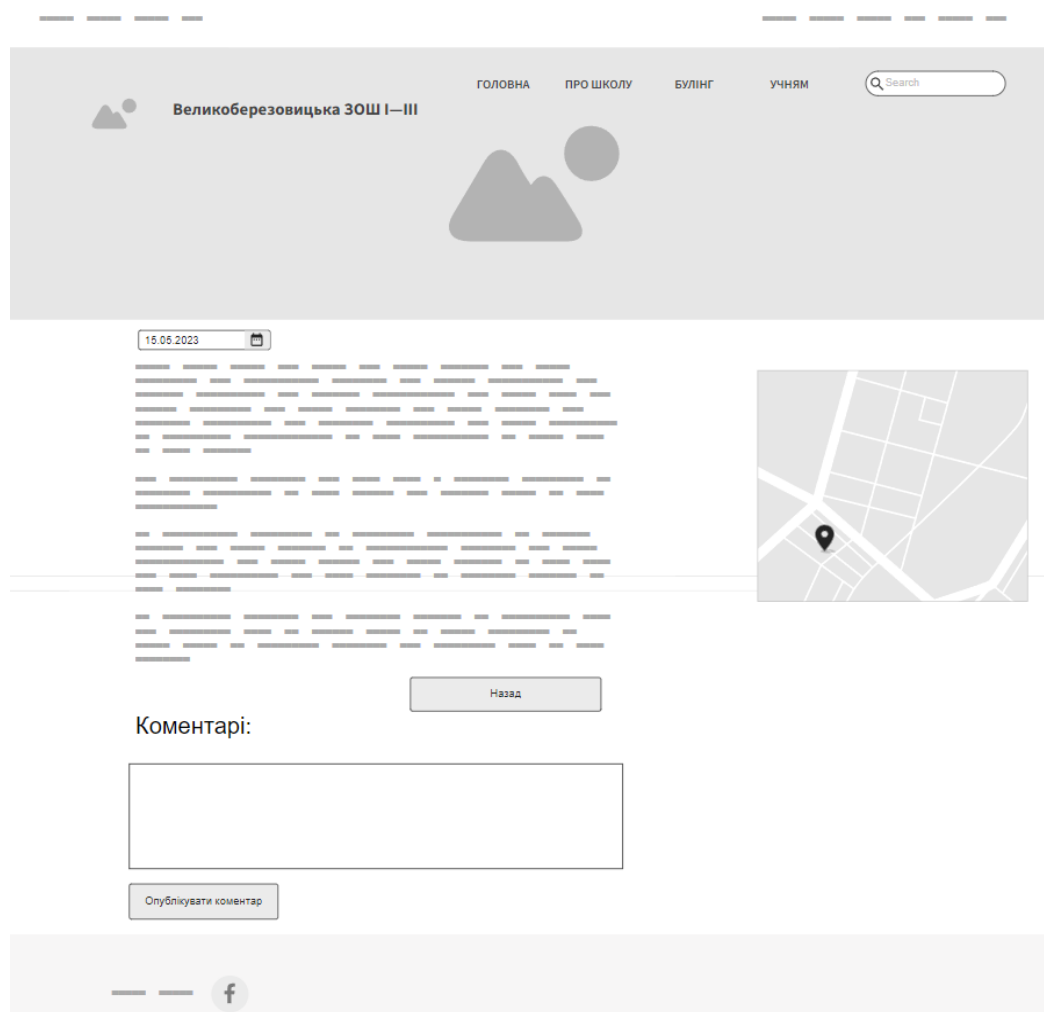 ГОЛОВНА
ПРО ШКОЛУ
БУЛІНГ
УЧНЯМ
Search
Великоберезовицька ЗОШ І—ІІІ
15.05.2023
Назад
Коментарі:
Опублікувати коментар
f